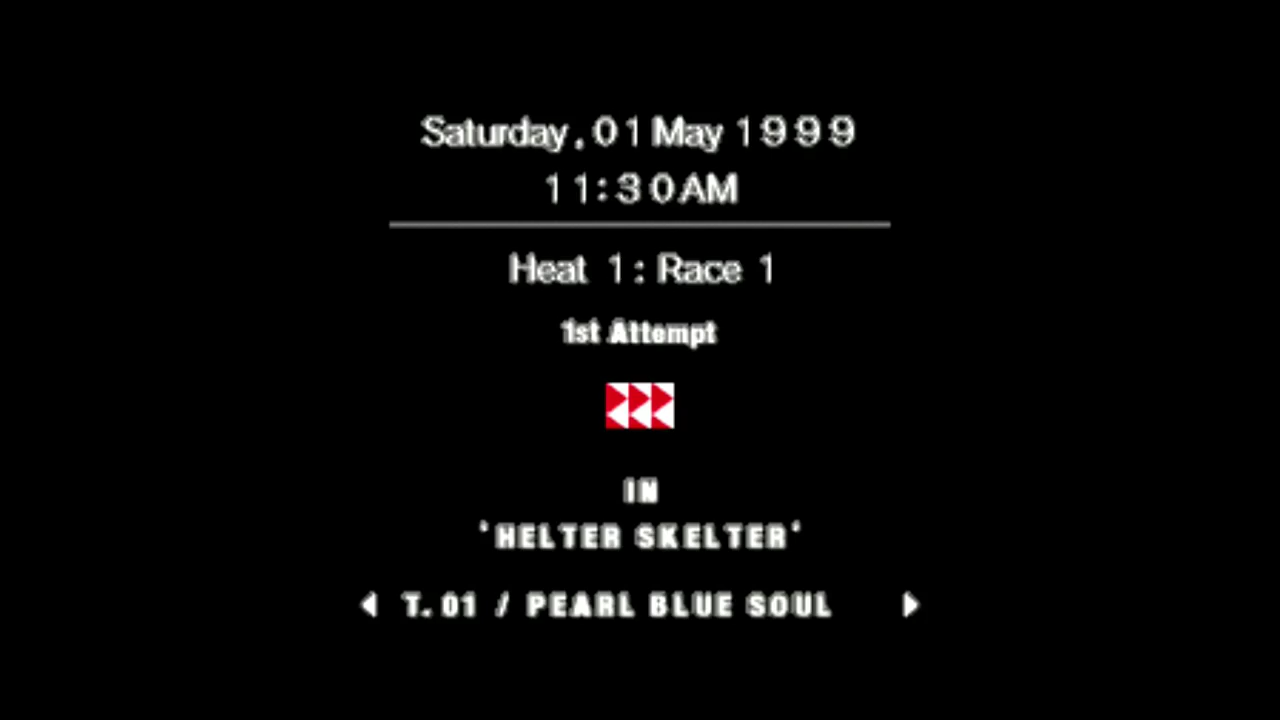 Saturday, 01 May 1999
11:30AM
Heat 1: Race 1
1st Attempt
IN
'HELTER SKELTER'
T.01 / PEARL BLUE SOUL